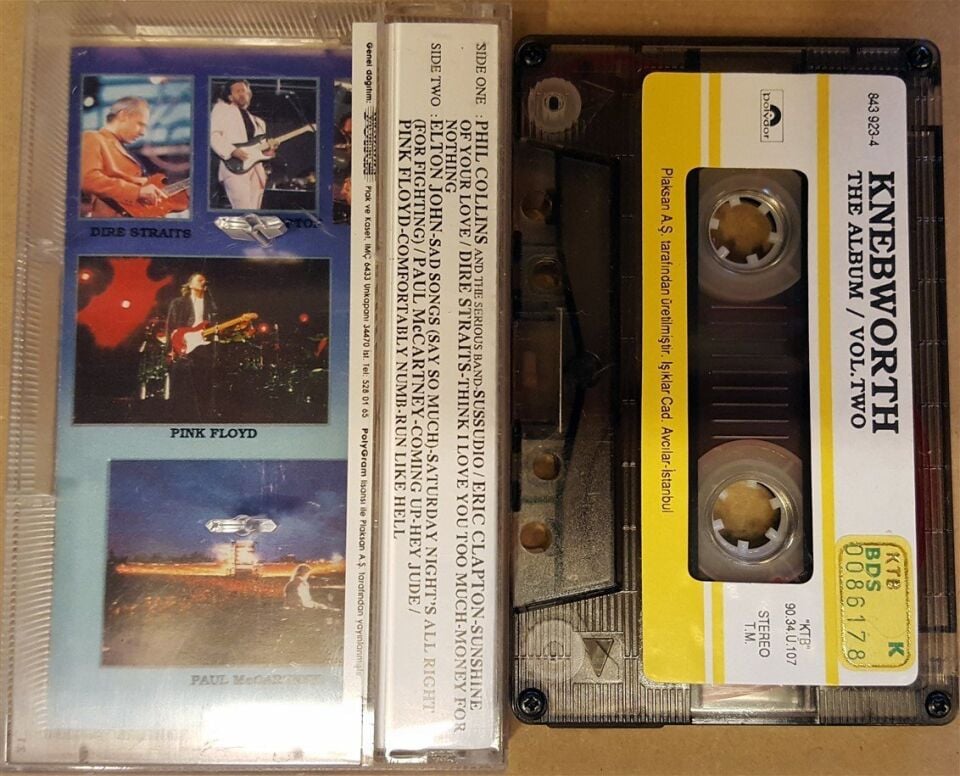 DIRE STRAITS
PINK FLOYD
PAUL McCARTNEY
Genel dağıtım:
Plak ve Kaset, İMÇ 6433 Unkapanı 34470 İst. Tel: 528 01 65
PolyGram lisansı ile Plaksan A.Ş. tarafından yayınlanmıştır
SIDE ONE : PHIL COLLINS AND THE SERIOUS BAND-SUSSUDIO / ERIC CLAPTON-SUNSHINE
OF YOUR LOVE / DIRE STRAITS-THINK I LOVE YOU TOO MUCH-MONEY FOR
NOTHING
SIDE TWO : ELTON JOHN-SAD SONGS (SAY SO MUCH)-SATURDAY NIGHT'S ALL RIGHT
(FOR FIGHTING) / PAUL McCARTNEY-COMING UP-HEY JUDE /
PINK FLOYD-COMFORTABLY NUMB-RUN LIKE HELL
843 923-4
KNEBWORTH
THE ALBUM / VOL.TWO
polydor
Plaksan A.Ş. tarafından üretilmiştir. Işıklar Cad. Avcılar-İstanbul
"KTB"
90.34.U.107
STEREO
T.M.
KTB K
BDS
0086178